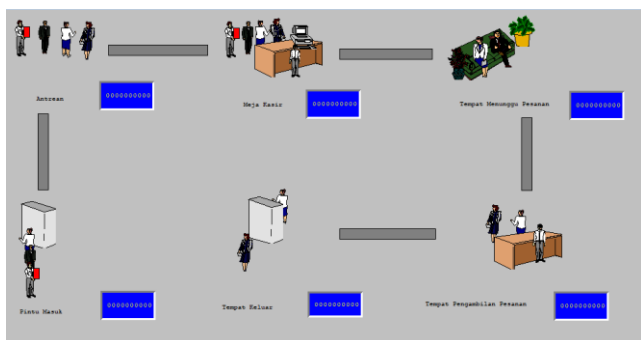 Antrean
0000000000
Meja Kasir
0000000000
Tempat Menunggu Pesanan
0000000000
Pintu Masuk
0000000000
Tempat Keluar
0000000000
Tempat Pengambilan Pesanan
0000000000